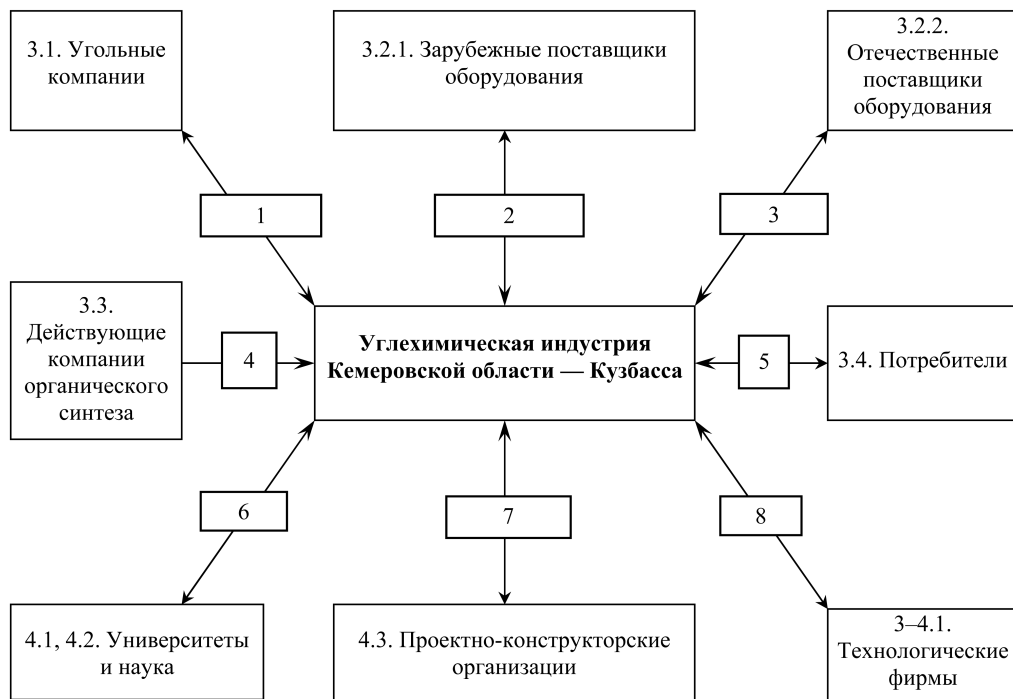 3.1. Угольные
компании
3.2.1. Зарубежные поставщики
оборудования
3.2.2.
Отечественные
поставщики
оборудования
1
2
3
3.3.
Действующие
компании
органического
синтеза
4
Углехимическая индустрия
Кемеровской области — Кузбасса
5
3.4. Потребители
6
7
8
4.1, 4.2. Университеты
и наука
4.3. Проектно-конструкторские
организации
3–4.1.
Технологические
фирмы